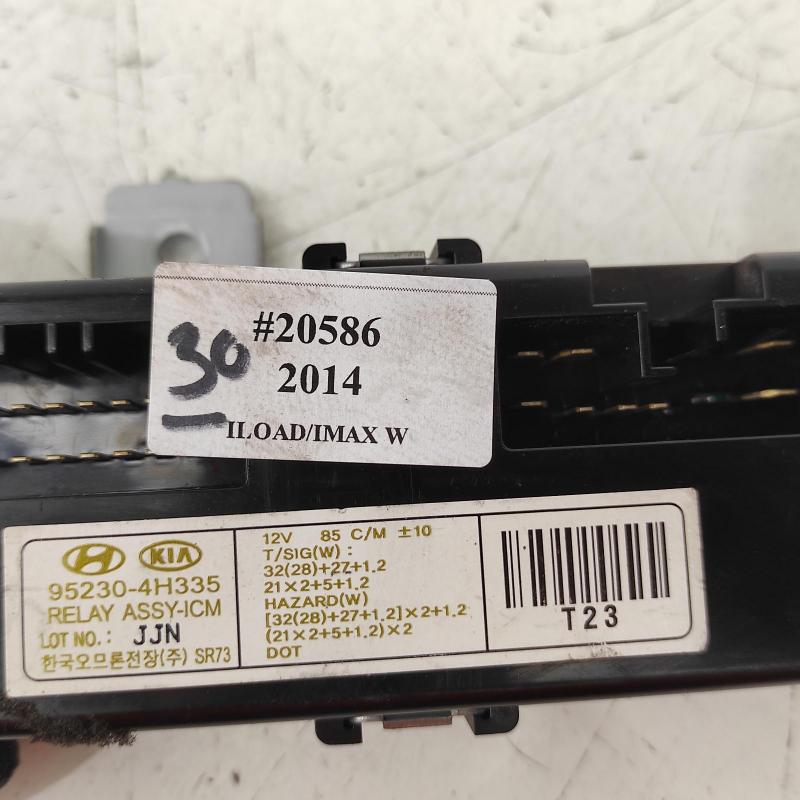 #20586
30
2014
ILOAD/IMAX W
KIA
95230-4H335
RELAY ASSY-ICM
LOT NO.: JJN
한국오므론전장(주) SR73
12V 85 C/M ±10
T/SIG(W) :
32(28)+27+1.2
21×2+5+1.2
HAZARD(W)
[32(28)+27+1.2]×2+1.2
(21×2+5+1.2)×2
DOT
T23